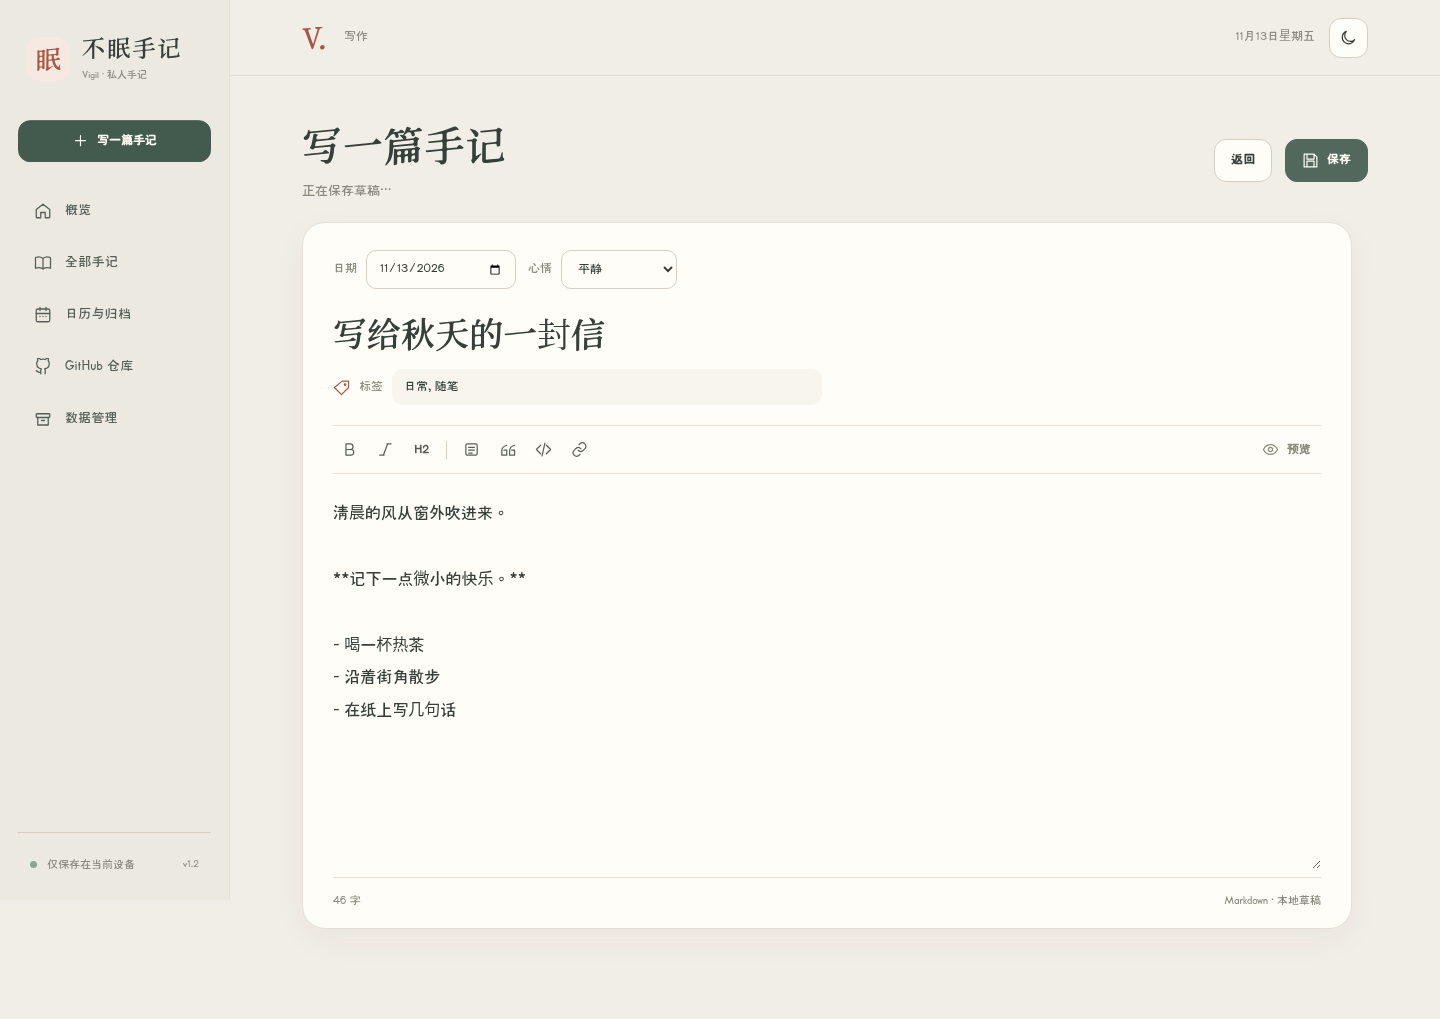 眠 不眠手记
Vigil · 私人手记
写一篇手记
概览
全部手记
日历与归档
GitHub 仓库
数据管理
仅保存在当前设备 v1.2
V. 写作 11月13日星期五
写一篇手记
正在保存草稿…
返回 保存
日期 11/13/2026 心情 平静
写给秋天的一封信
标签 日常, 随笔
B I H2 预览
清晨的风从窗外吹进来。
**记下一点微小的快乐。**
- 喝一杯热茶
- 沿着街角散步
- 在纸上写几句话
46 字 Markdown · 本地草稿